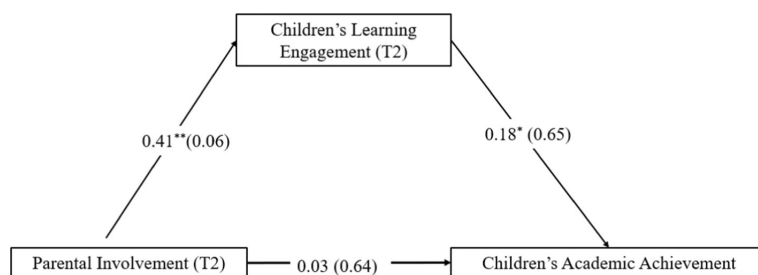 Children’s Learning
Engagement (T2)
0.41**(0.06)
0.18* (0.65)
Parental Involvement (T2)
0.03 (0.64)
Children’s Academic Achievement